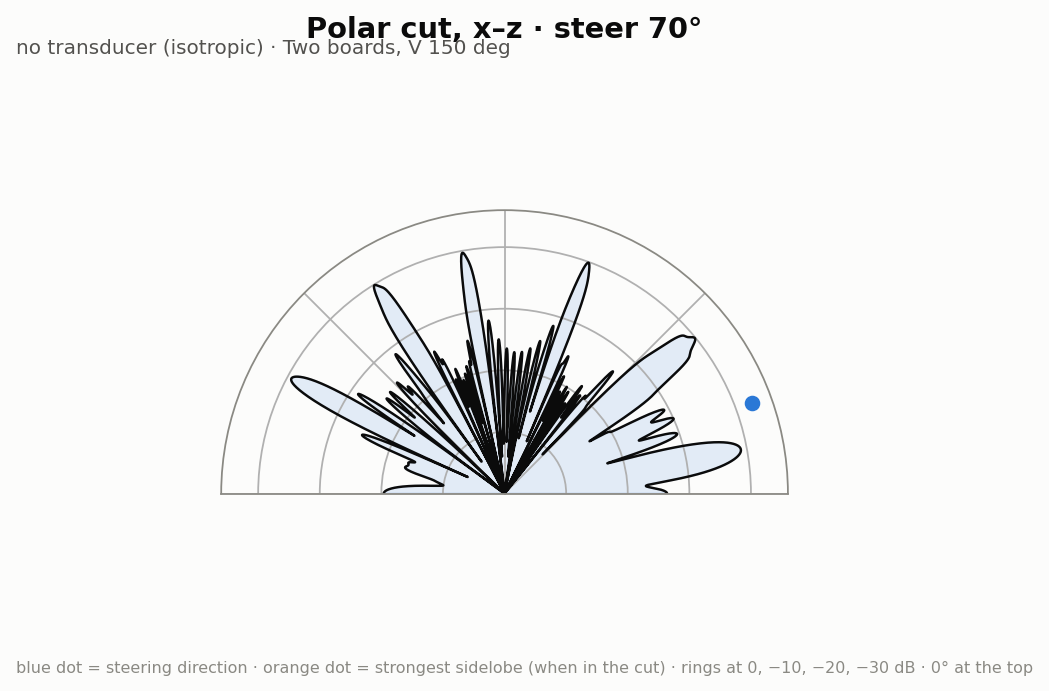 Polar cut, x–z · steer 70°
no transducer (isotropic) · Two boards, V 150 deg
blue dot = steering direction · orange dot = strongest sidelobe (when in the cut) · rings at 0, −10, −20, −30 dB · 0° at the top